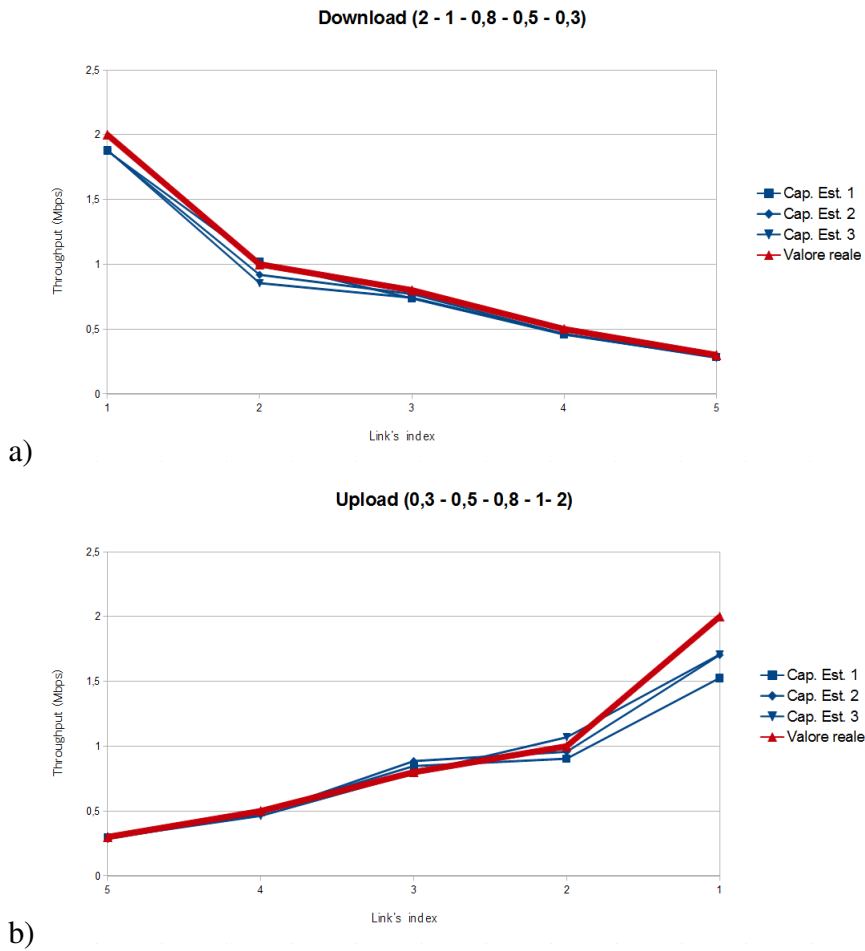 Download (2 - 1 - 0,8 - 0,5 - 0,3)
2,5
2
1,5
1
0,5
0
Throughput (Mbps)
1 2 3 4 5
Link's index
Cap. Est. 1
Cap. Est. 2
Cap. Est. 3
Valore reale
a)
Upload (0,3 - 0,5 - 0,8 - 1- 2)
2,5
2
1,5
1
0,5
0
Throughput (Mbps)
5 4 3 2 1
Link's index
Cap. Est. 1
Cap. Est. 2
Cap. Est. 3
Valore reale
b)